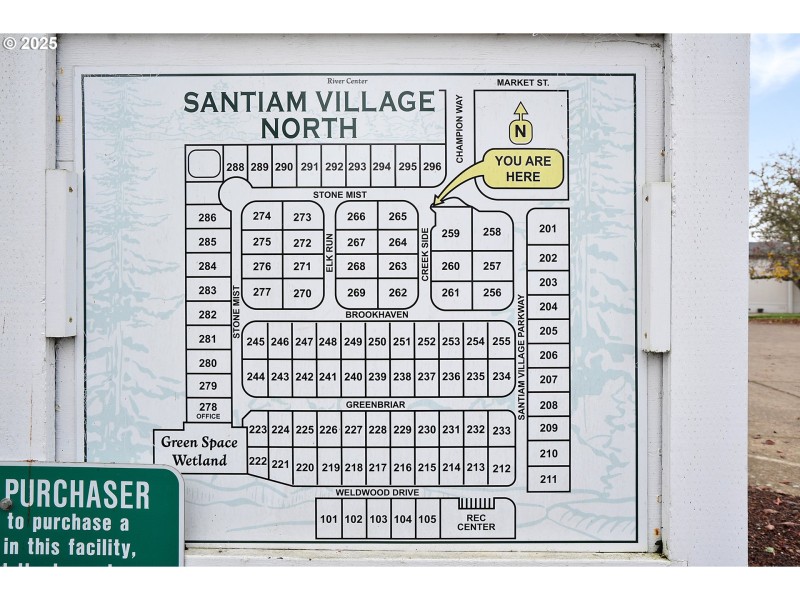 © 2025
River Center
SANTIAM VILLAGE
NORTH
MARKET ST.
CHAMPION WAY
N
YOU ARE
HERE
288 289 290 291 292 293 294 295 296
STONE MIST
286
285
284
283
282
281
280
279
278
OFFICE
STONE MIST
274 273
275 272
276 271
277 270
ELK RUN
266 265
267 264
268 263
269 262
CREEK SIDE
259 258
260 257
261 256
201
202
203
204
205
206
207
208
209
210
211
SANTIAM VILLAGE PARKWAY
BROOKHAVEN
245 246 247 248 249 250 251 252 253 254 255
244 243 242 241 240 239 238 237 236 235 234
GREENBRIAR
223 224 225 226 227 228 229 230 231 232 233
222 221 220 219 218 217 216 215 214 213 212
Green Space
Wetland
WELDWOOD DRIVE
101 102 103 104 105
REC
CENTER
PURCHASER
to purchase a
in this facility,